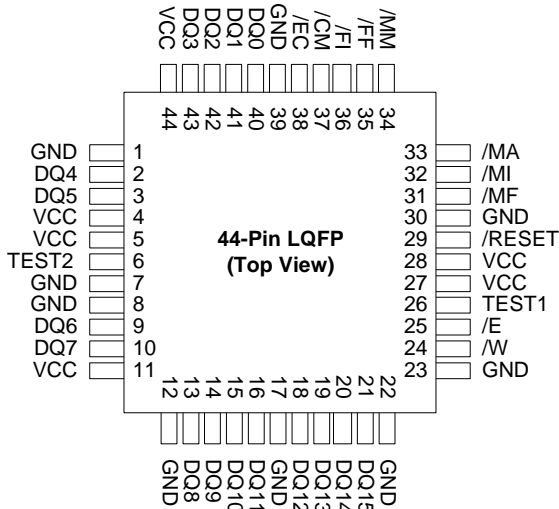 VCC DQ3 DQ2 DQ1 DQ0 GND /EC /CM /FI /FF /MM
44 43 42 41 40 39 38 37 36 35 34
GND 1 33 /MA
DQ4 2 32 /MI
DQ5 3 31 /MF
VCC 4 30 GND
VCC 5 29 /RESET
TEST2 6 28 VCC
GND 7 27 VCC
GND 8 26 TEST1
DQ6 9 25 /E
DQ7 10 24 /W
VCC 11 23 GND
44-Pin LQFP
(Top View)
12 13 14 15 16 17 18 19 20 21 22
GND DQ8 DQ9 DQ10 DQ11 GND DQ12 DQ13 DQ14 DQ15 GND